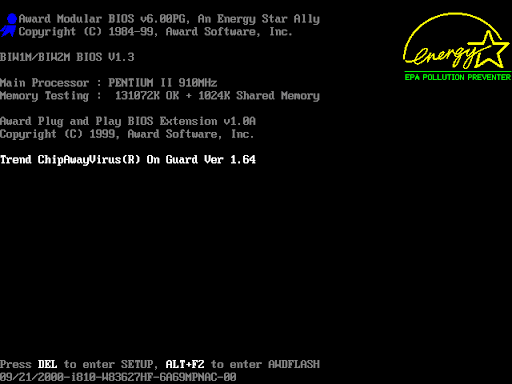 Award Modular BIOS v6.00PG, An Energy Star Ally
Copyright (C) 1984-99, Award Software, Inc.
BIW1M/BIW2M BIOS V1.3
Main Processor : PENTIUM II 910MHz
Memory Testing :  131072K OK + 1024K Shared Memory
Award Plug and Play BIOS Extension v1.0A
Copyright (C) 1999, Award Software, Inc.
Trend ChipAwayVirus(R) On Guard Ver 1.64
energy
EPA POLLUTION PREVENTER
Press DEL to enter SETUP, ALT+F2 to enter AWDFLASH
09/21/2000-i810-W83627HF-6A69MPNAC-00